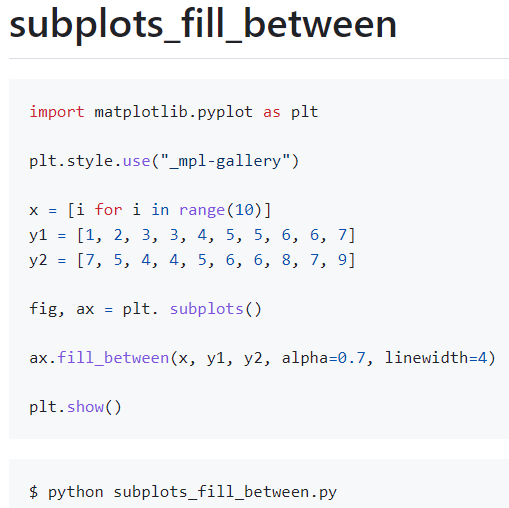 subplots_fill_between
import matplotlib.pyplot as plt
plt.style.use("_mpl-gallery")
x = [i for i in range(10)]
y1 = [1, 2, 3, 3, 4, 5, 5, 6, 6, 7]
y2 = [7, 5, 4, 4, 5, 6, 6, 8, 7, 9]
fig, ax = plt. subplots()
ax.fill_between(x, y1, y2, alpha=0.7, linewidth=4)
plt.show()
$ python subplots_fill_between.py